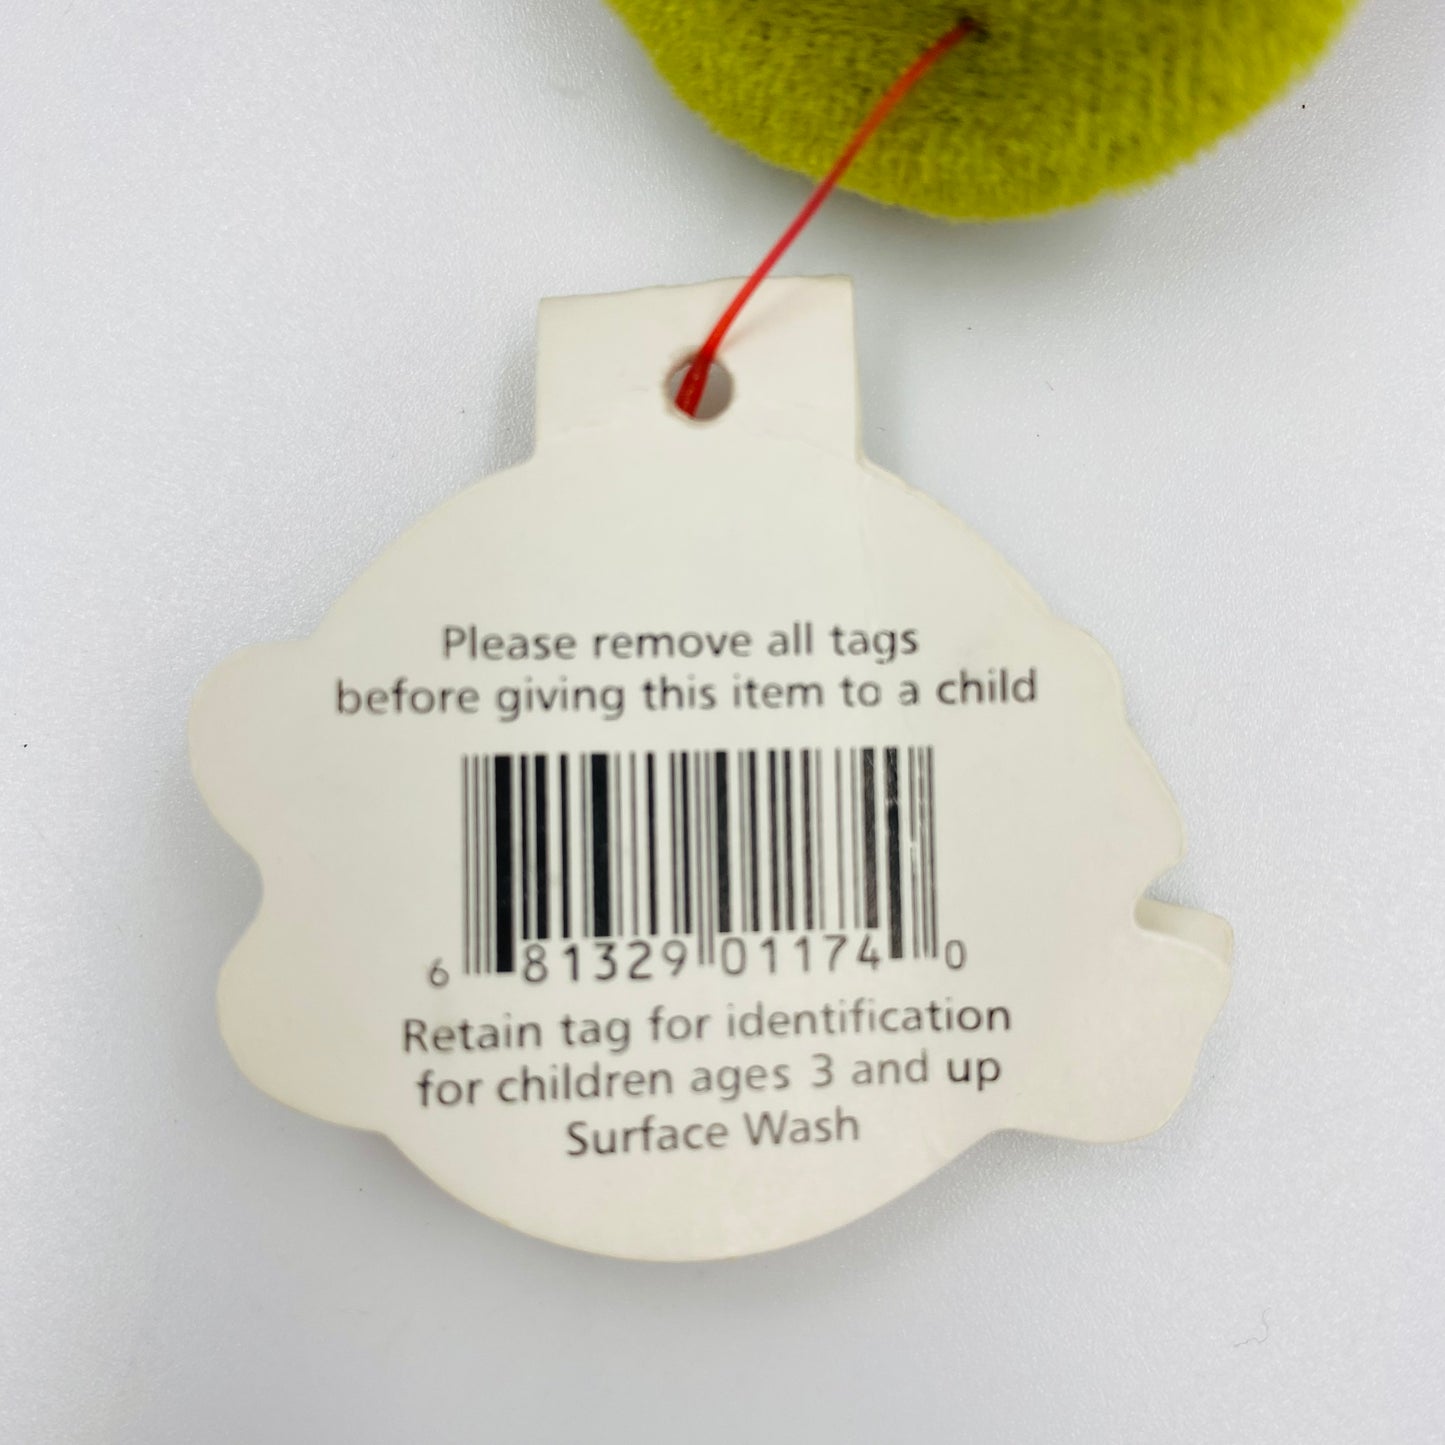 Please remove all tags
before giving this item to a child
6 81329 01174 0
Retain tag for identification
for children ages 3 and up
Surface Wash